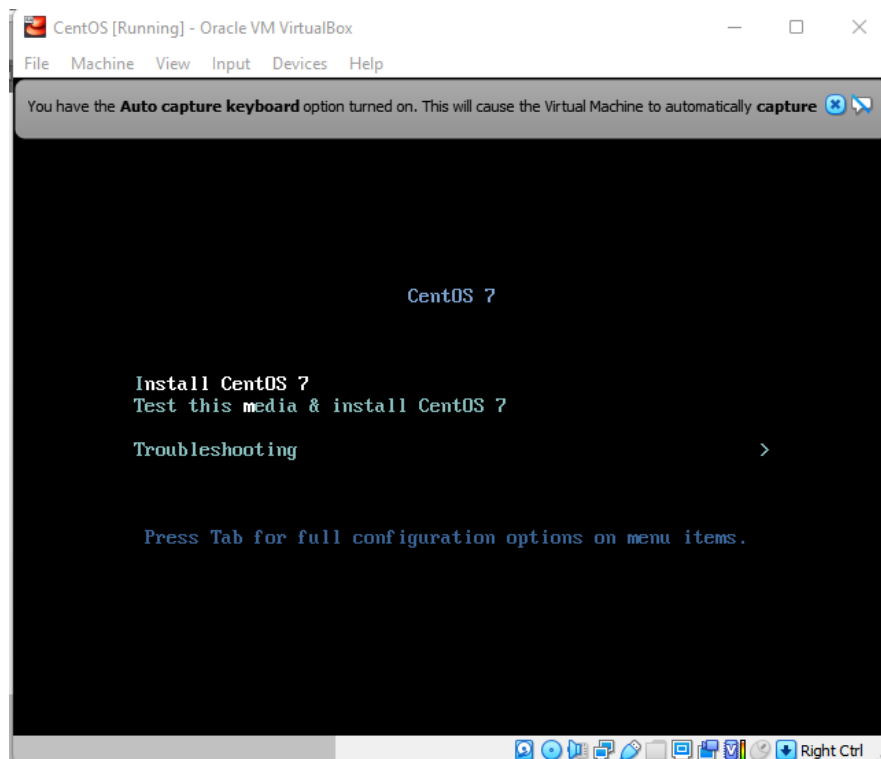 CentOS [Running] - Oracle VM VirtualBox
File Machine View Input Devices Help
You have the Auto capture keyboard option turned on. This will cause the Virtual Machine to automatically capture
CentOS 7
Install CentOS 7
Test this media & install CentOS 7
Troubleshooting >
Press Tab for full configuration options on menu items.
Right Ctrl